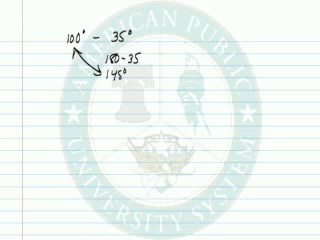 100° - 35°
180-35
145°
AMERICAN PUBLIC
UNIVERSITY SYSTEM